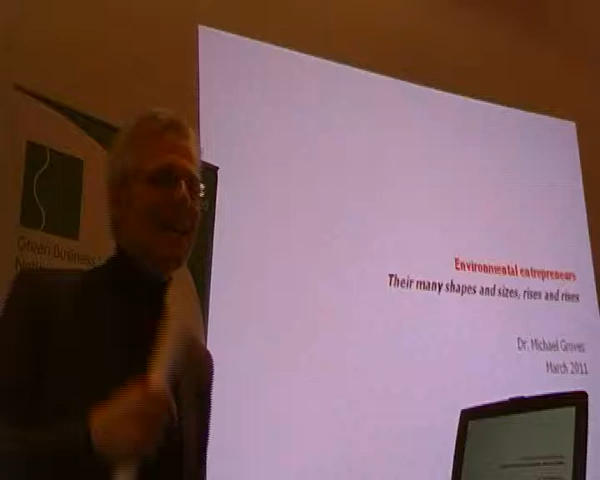 Green Business
Environmental entrepreneurs
Their many shapes and sizes, rises and rises
Dr. Michael Groves
March 2011